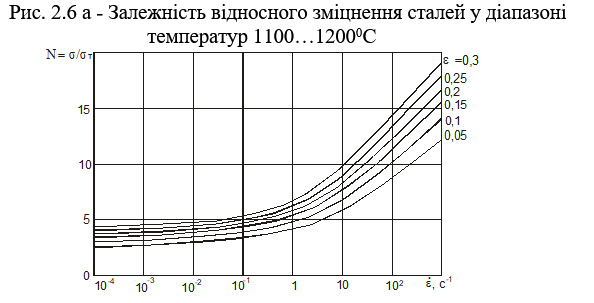 Рис. 2.6 а - Залежність відносного зміцнення сталей у діапазоні
температур 1100…1200⁰С
N= σ/σт
ε =0,3
0,25
0,2
0,15
0,1
0,05
15
10
5
0
10⁻⁴ 10⁻³ 10⁻² 10⁻¹ 1 10 10² ε̇, с⁻¹